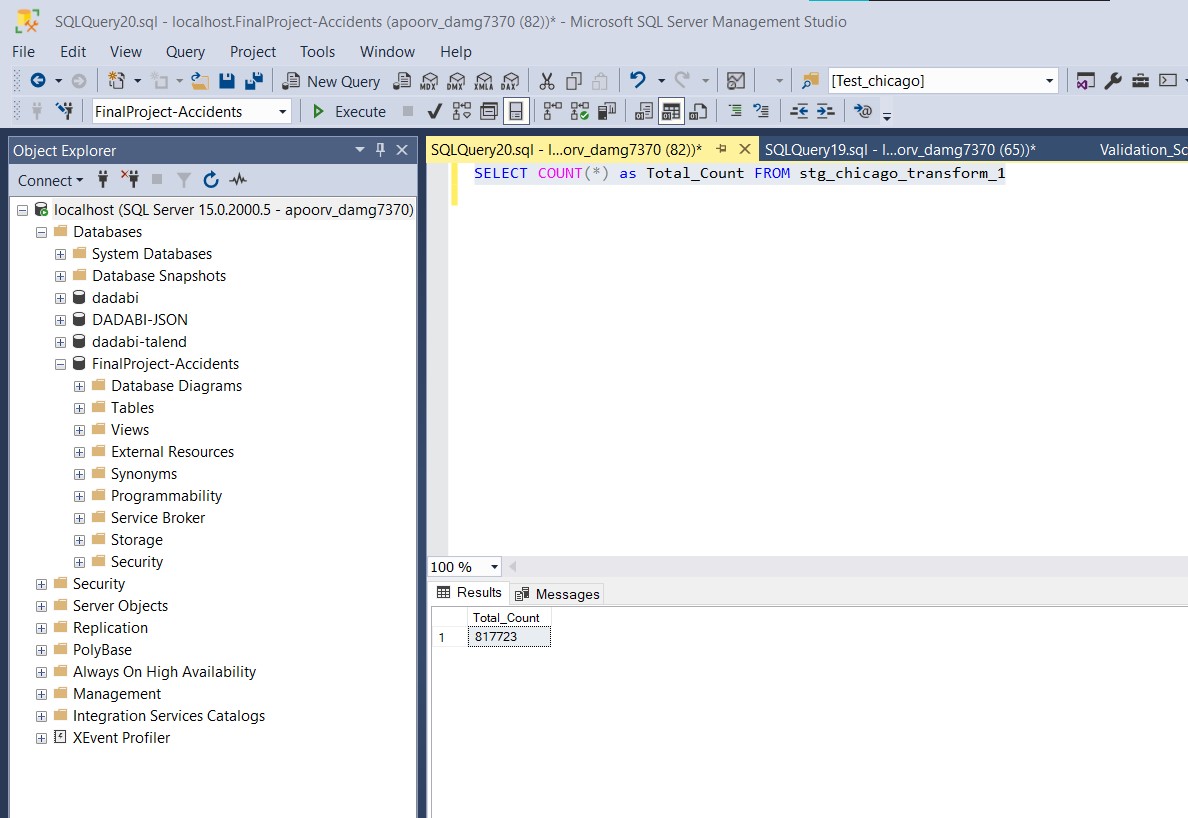 SQLQuery20.sql - localhost.FinalProject-Accidents (apoorv_damg7370 (82))* - Microsoft SQL Server Management Studio
File Edit View Query Project Tools Window Help
New Query MDX DMX XMLA DAX [Test_chicago]
FinalProject-Accidents Execute
Object Explorer
Connect
localhost (SQL Server 15.0.2000.5 - apoorv_damg7370)
Databases
System Databases
Database Snapshots
dadabi
DADABI-JSON
dadabi-talend
FinalProject-Accidents
Database Diagrams
Tables
Views
External Resources
Synonyms
Programmability
Service Broker
Storage
Security
Security
Server Objects
Replication
PolyBase
Always On High Availability
Management
Integration Services Catalogs
XEvent Profiler
SQLQuery20.sql - l...orv_damg7370 (82))* SQLQuery19.sql - l...orv_damg7370 (65))* Validation_Sc
SELECT COUNT(*) as Total_Count FROM stg_chicago_transform_1
100 %
Results Messages
Total_Count
1 817723